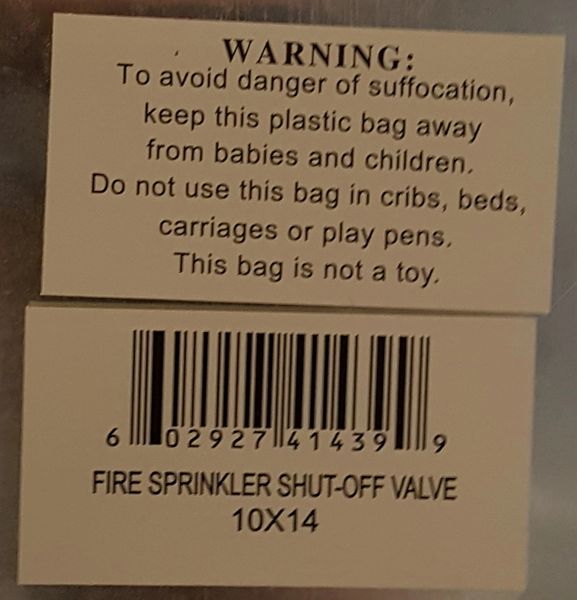 WARNING:
To avoid danger of suffocation,
keep this plastic bag away
from babies and children.
Do not use this bag in cribs, beds,
carriages or play pens.
This bag is not a toy.
6 02927 41439 9
FIRE SPRINKLER SHUT-OFF VALVE
10X14